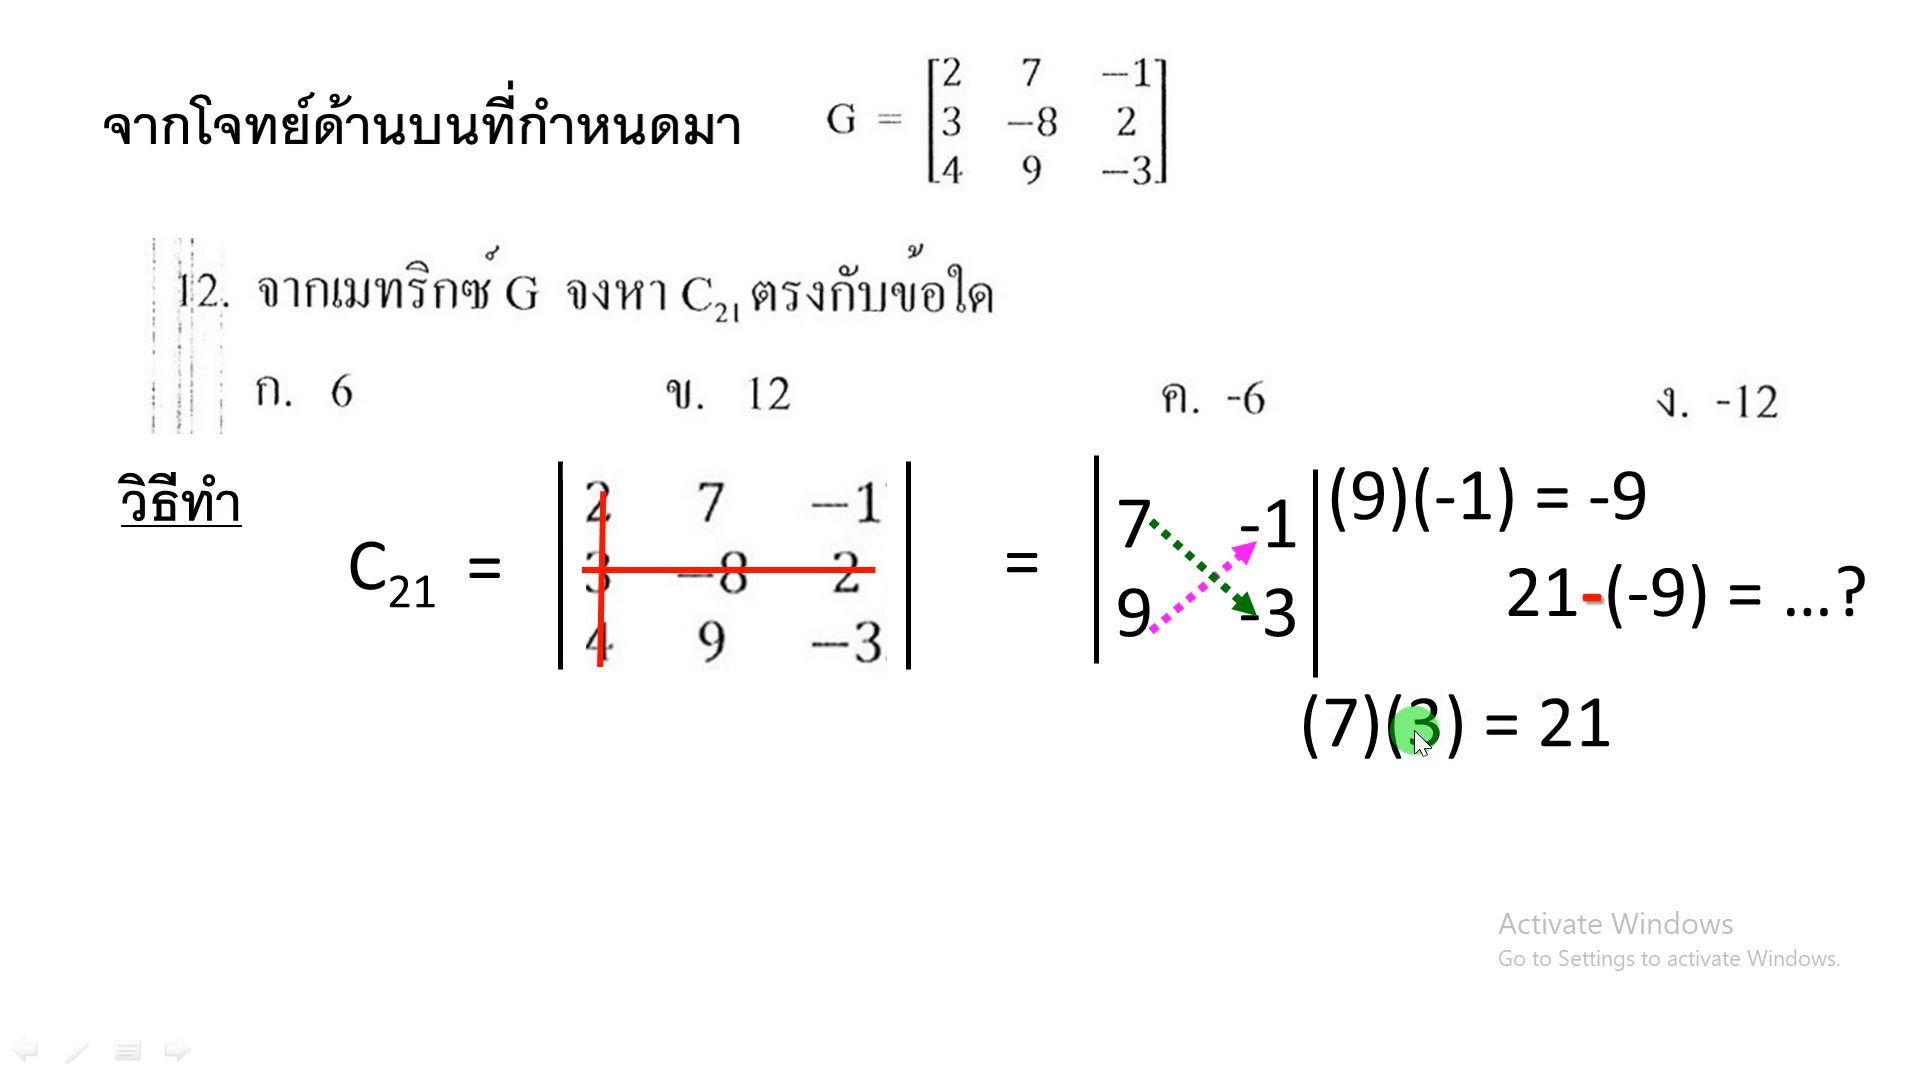 จากโจทย์ด้านบนที่กำหนดมา
G = [2 7 −1
3 −8 2
4 9 −3]
12. จากเมทริกซ์ G จงหา C21 ตรงกับข้อใด
ก. 6 ข. 12 ค. -6 ง. -12
วิธีทำ
C21 = | 2 7 −1
3 −8 2
4 9 −3 |
= | 7 -1
9 -3 |
(9)(-1) = -9
21-(-9) = ...?
(7)(3) = 21
Activate Windows
Go to Settings to activate Windows.